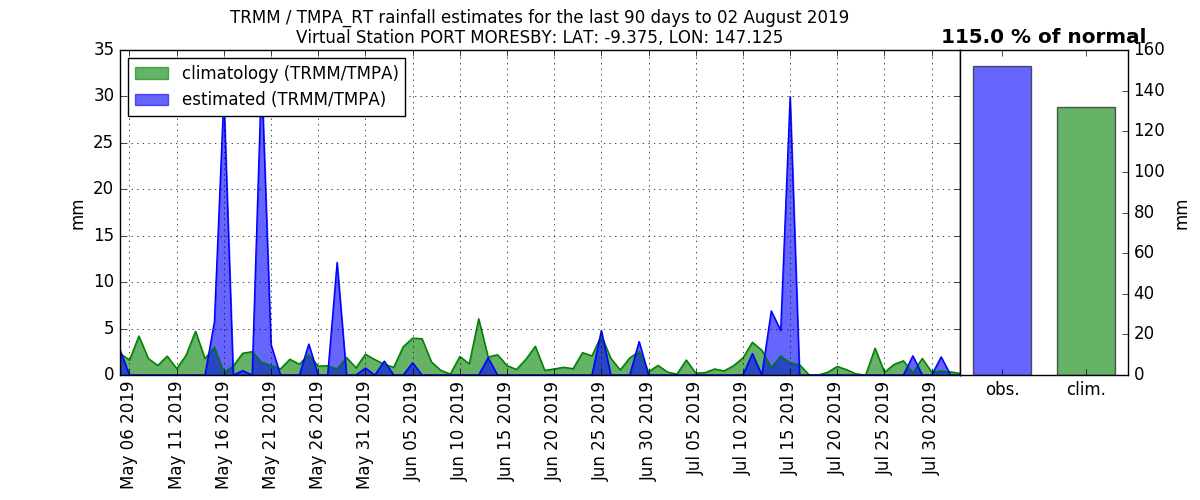 TRMM / TMPA_RT rainfall estimates for the last 90 days to 02 August 2019
Virtual Station PORT MORESBY: LAT: -9.375, LON: 147.125
115.0 % of normal
climatology (TRMM/TMPA)
estimated (TRMM/TMPA)
35
30
25
20
15
10
5
0
mm
May 06 2019
May 11 2019
May 16 2019
May 21 2019
May 26 2019
May 31 2019
Jun 05 2019
Jun 10 2019
Jun 15 2019
Jun 20 2019
Jun 25 2019
Jun 30 2019
Jul 05 2019
Jul 10 2019
Jul 15 2019
Jul 20 2019
Jul 25 2019
Jul 30 2019
160
140
120
100
80
60
40
20
0
mm
obs.
clim.